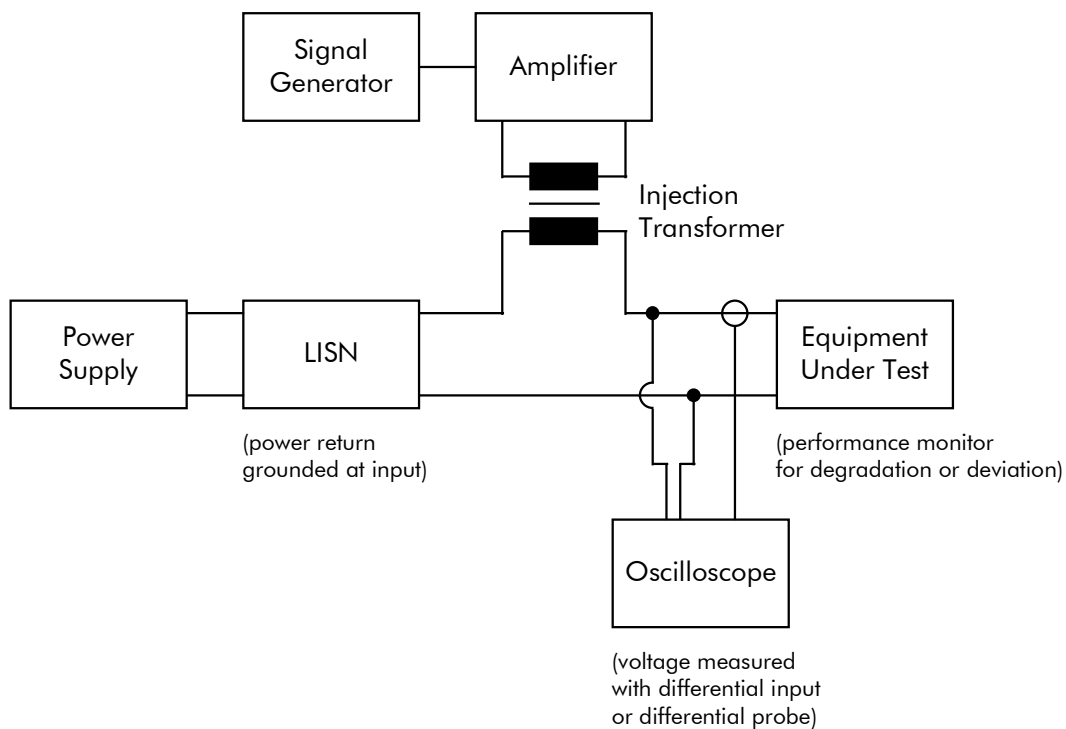 Signal
Generator
Amplifier
Injection
Transformer
Power
Supply
LISN
Equipment
Under Test
(power return
grounded at input)
(performance monitor
for degradation or deviation)
Oscilloscope
(voltage measured
with differential input
or differential probe)